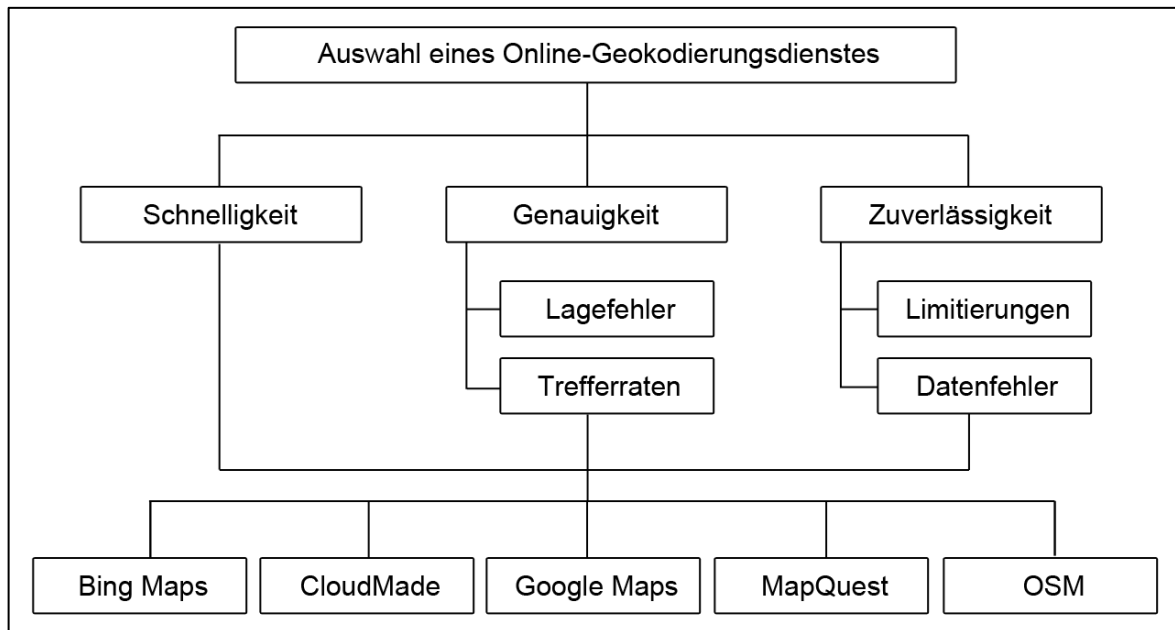 Auswahl eines Online-Geokodierungsdienstes
Schnelligkeit
Genauigkeit
Zuverlässigkeit
Lagefehler
Limitierungen
Trefferraten
Datenfehler
Bing Maps
CloudMade
Google Maps
MapQuest
OSM